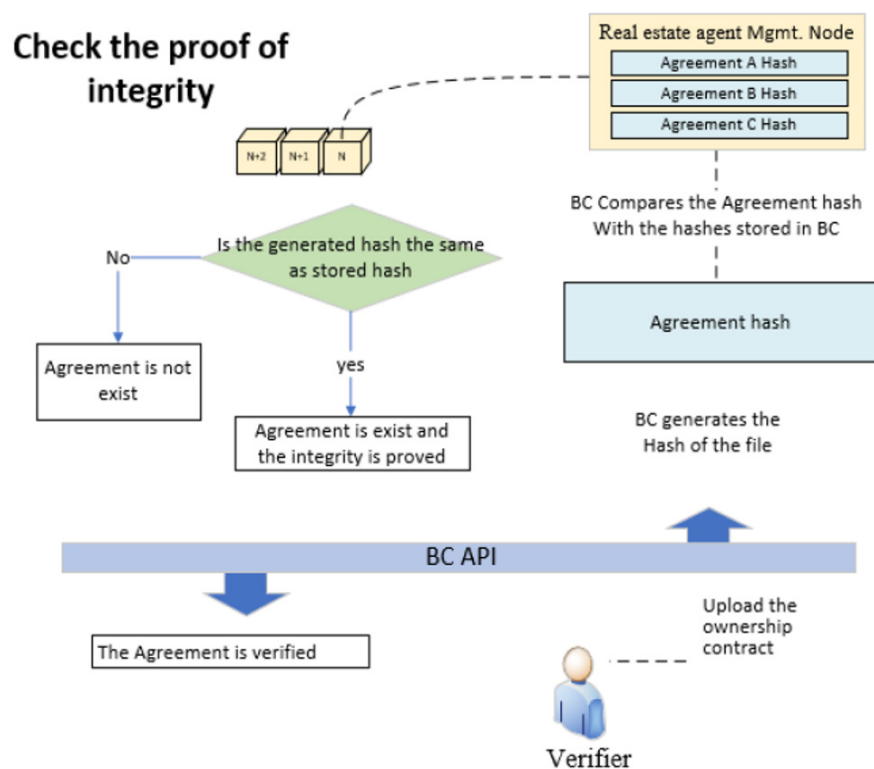 Check the proof of
integrity
Real estate agent Mgmt. Node
Agreement A Hash
Agreement B Hash
Agreement C Hash
N+2
N+1
N
BC Compares the Agreement hash
With the hashes stored in BC
Is the generated hash the same
as stored hash
No
yes
Agreement hash
Agreement is not
exist
Agreement is exist and
the integrity is proved
BC generates the
Hash of the file
BC API
The Agreement is verified
Upload the
ownership
contract
Verifier